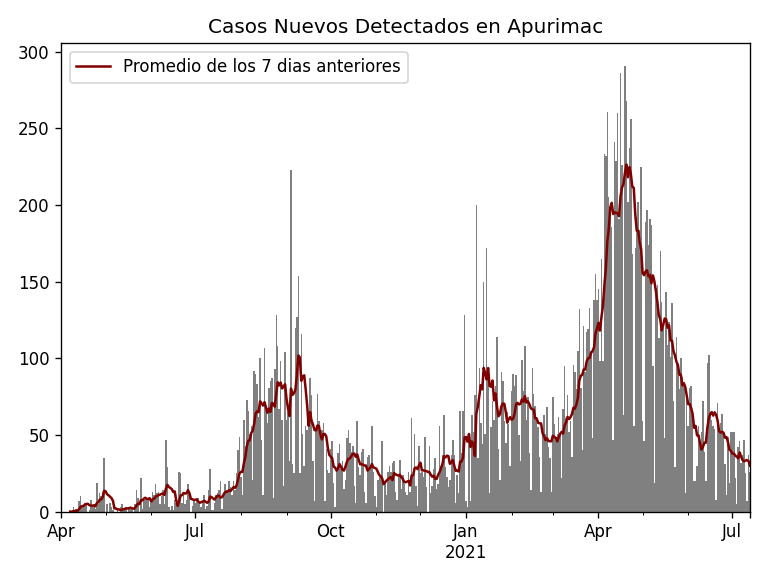 Casos Nuevos Detectados en Apurimac
Promedio de los 7 dias anteriores
300
250
200
150
100
50
0
Apr Jul Oct Jan Apr Jul
2021